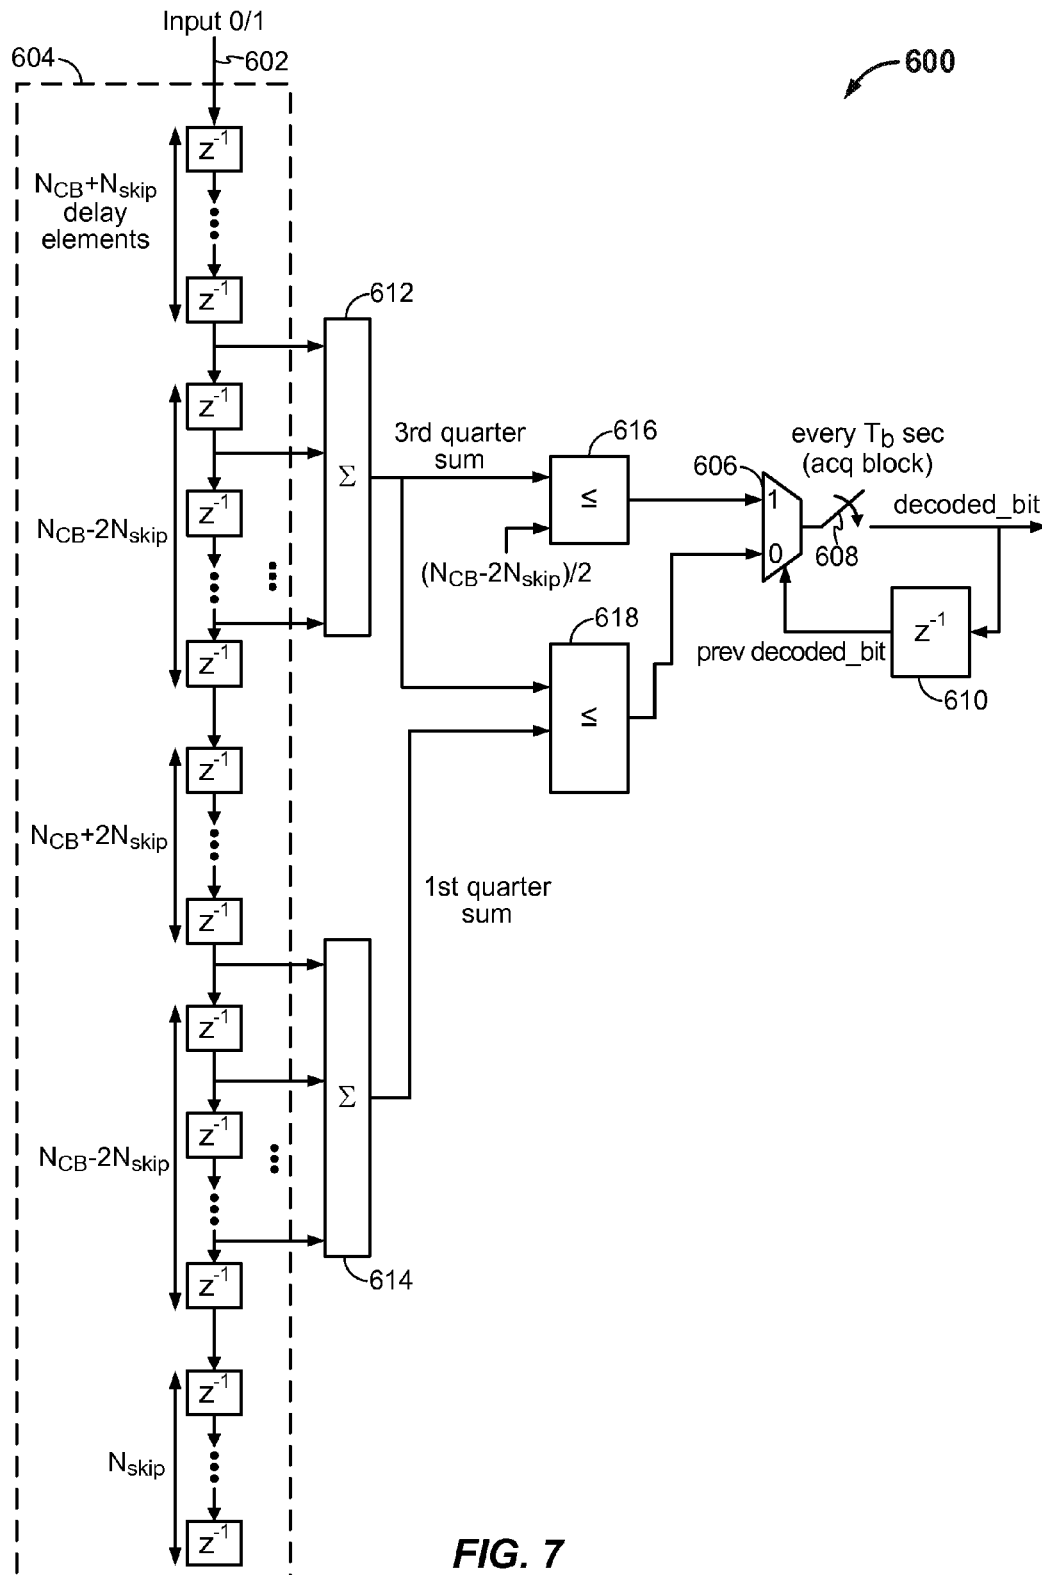 Input 0/1
602
604
600
z⁻¹
N_CB+N_skip
delay
elements
z⁻¹
612
z⁻¹
z⁻¹
N_CB-2N_skip
z⁻¹
Σ
3rd quarter
sum
616
≤
(N_CB-2N_skip)/2
618
≤
606
1
0
every T_b sec
(acq block)
608
decoded_bit
z⁻¹
prev decoded_bit
610
z⁻¹
N_CB+2N_skip
z⁻¹
1st quarter
sum
z⁻¹
z⁻¹
N_CB-2N_skip
z⁻¹
Σ
614
z⁻¹
N_skip
z⁻¹
FIG. 7